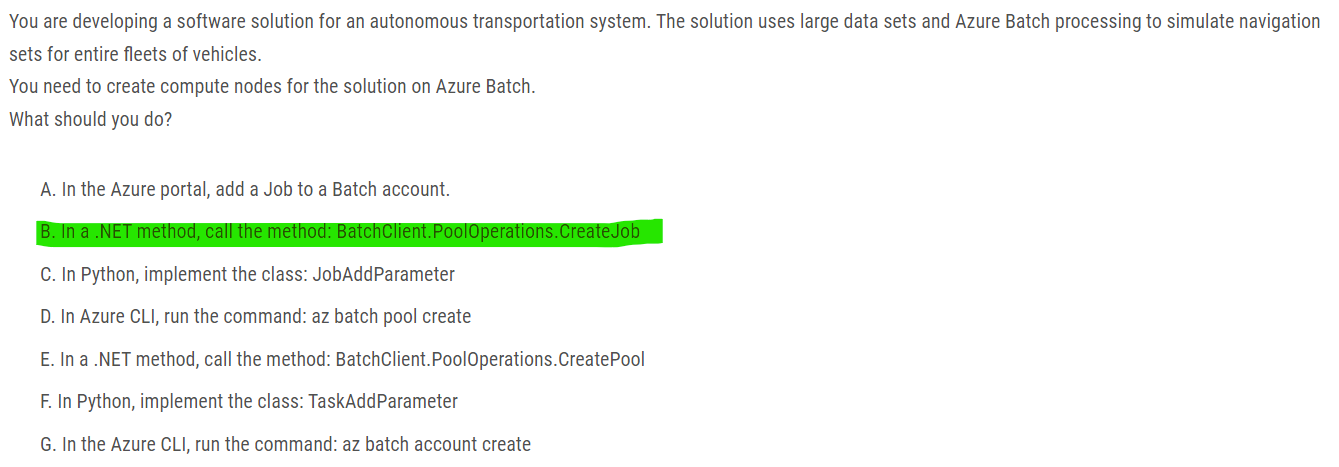 You are developing a software solution for an autonomous transportation system. The solution uses large data sets and Azure Batch processing to simulate navigation
sets for entire fleets of vehicles.
You need to create compute nodes for the solution on Azure Batch.
What should you do?
A. In the Azure portal, add a Job to a Batch account.
B. In a .NET method, call the method: BatchClient.PoolOperations.CreateJob
C. In Python, implement the class: JobAddParameter
D. In Azure CLI, run the command: az batch pool create
E. In a .NET method, call the method: BatchClient.PoolOperations.CreatePool
F. In Python, implement the class: TaskAddParameter
G. In the Azure CLI, run the command: az batch account create